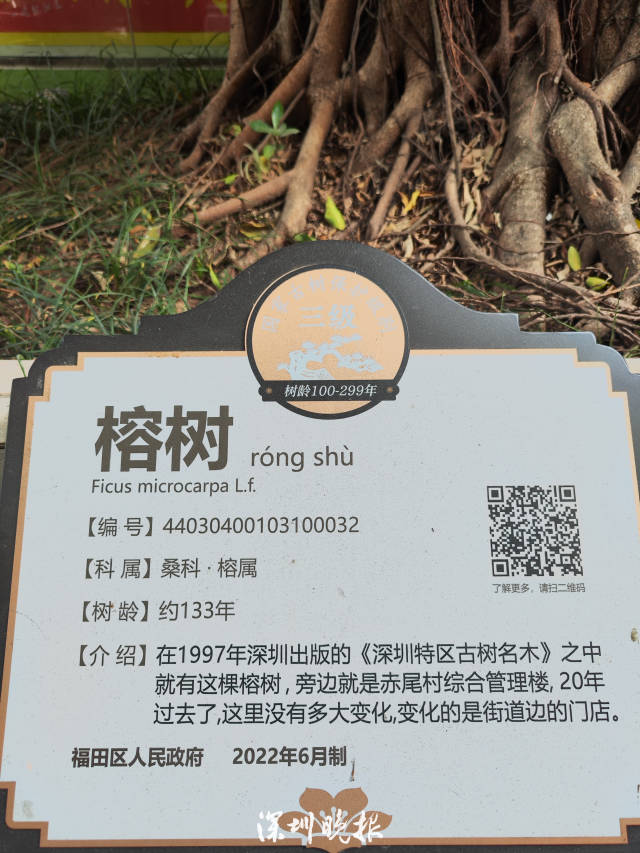 三级
树龄100-299年
榕树 róng shù
Ficus microcarpa L.f.
【编 号】44030400103100032
【科 属】桑科·榕属
【树 龄】约133年
了解更多，请扫二维码
【介 绍】在1997年深圳出版的《深圳特区古树名木》之中
就有这棵榕树，旁边就是赤尾村综合管理楼, 20年
过去了,这里没有多大变化,变化的是街道边的门店。
福田区人民政府 2022年6月制
深圳晚报